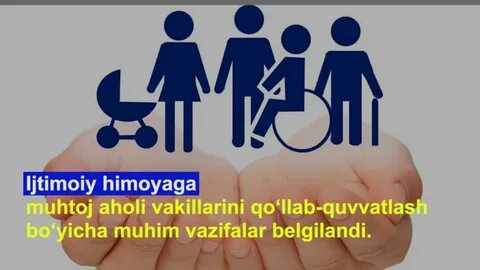 Ijtimoiy himoyaga
muhtoj aholi vakillarini qo‘llab-quvvatlash
bo‘yicha muhim vazifalar belgilandi.